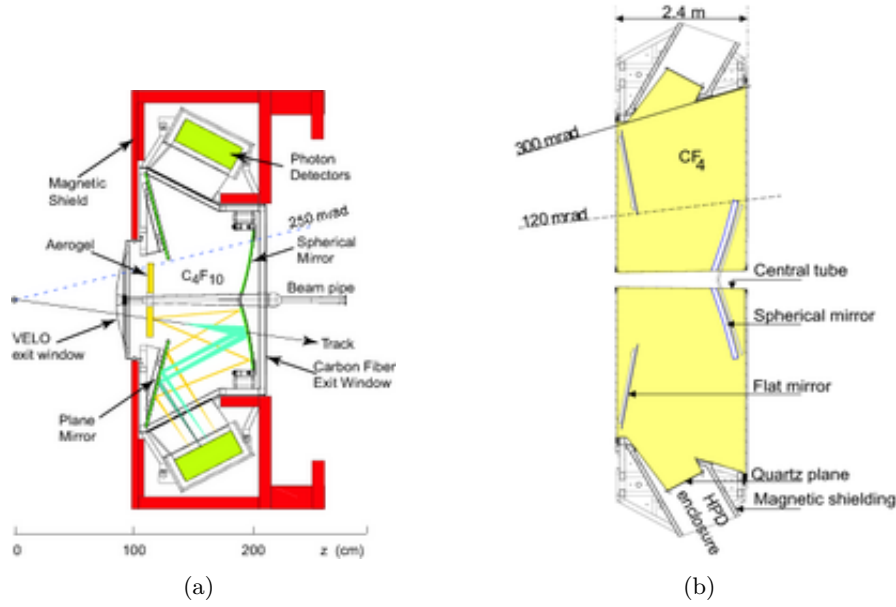 Magnetic
Shield
Photon
Detectors
250 mrad
Aerogel
Spherical
Mirror
C4F10
Beam pipe
VELO
exit window
Track
Carbon Fiber
Exit Window
Plane
Mirror
0
100
200
z (cm)
(a)
2.4 m
300 mrad
CF4
120 mrad
Central tube
Spherical mirror
Flat mirror
Quartz plane
HPD
enclosure
Magnetic shielding
(b)